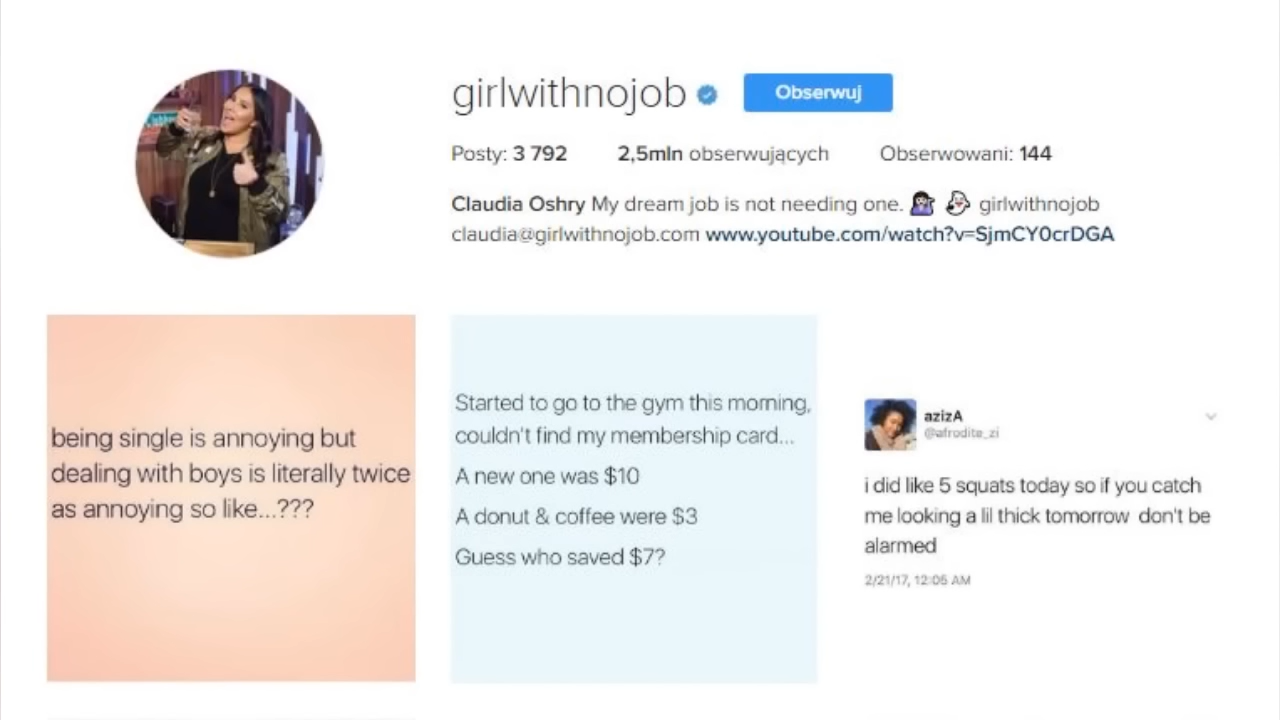 girlwithnojob Obserwuj
Posty: 3 792 2,5mln obserwujących Obserwowani: 144
Claudia Oshry My dream job is not needing one. 🤷🏻‍♀️ 👻 girlwithnojob
claudia@girlwithnojob.com www.youtube.com/watch?v=SjmCY0crDGA
being single is annoying but
dealing with boys is literally twice
as annoying so like...???
Started to go to the gym this morning,
couldn't find my membership card...
A new one was $10
A donut & coffee were $3
Guess who saved $7?
azizA
@afrodite_zi
i did like 5 squats today so if you catch
me looking a lil thick tomorrow don't be
alarmed
2/21/17, 12:05 AM